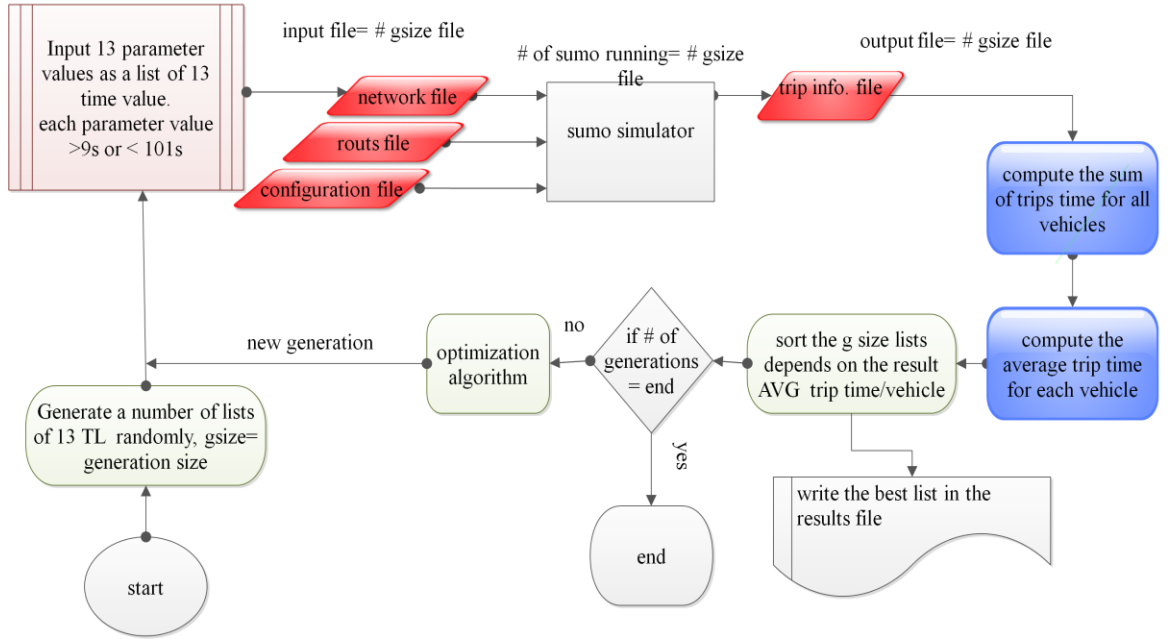 Input 13 parameter
values as a list of 13
time value.
each parameter value
>9s or < 101s
input file= # gsize file
network file
routs file
configuration file
# of sumo running= # gsize
file
sumo simulator
output file= # gsize file
trip info. file
compute the sum
of trips time for all
vehicles
compute the
average trip time
for each vehicle
sort the g size lists
depends on the result
AVG trip time/vehicle
write the best list in the
results file
if # of
generations
= end
no
yes
end
optimization
algorithm
new generation
Generate a number of lists
of 13 TL randomly, gsize=
generation size
start